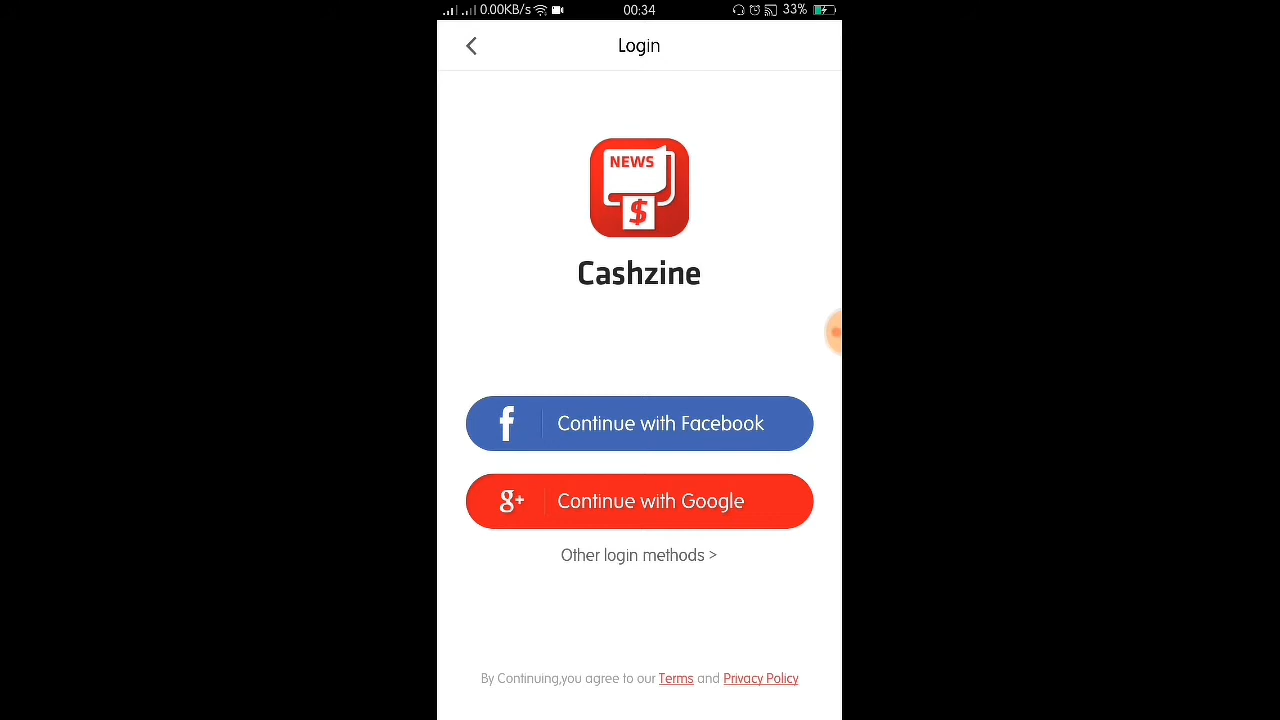 0.00KB/s 00:34 33%
Login
NEWS
$
Cashzine
f Continue with Facebook
g+ Continue with Google
Other login methods >
By Continuing,you agree to our Terms and Privacy Policy